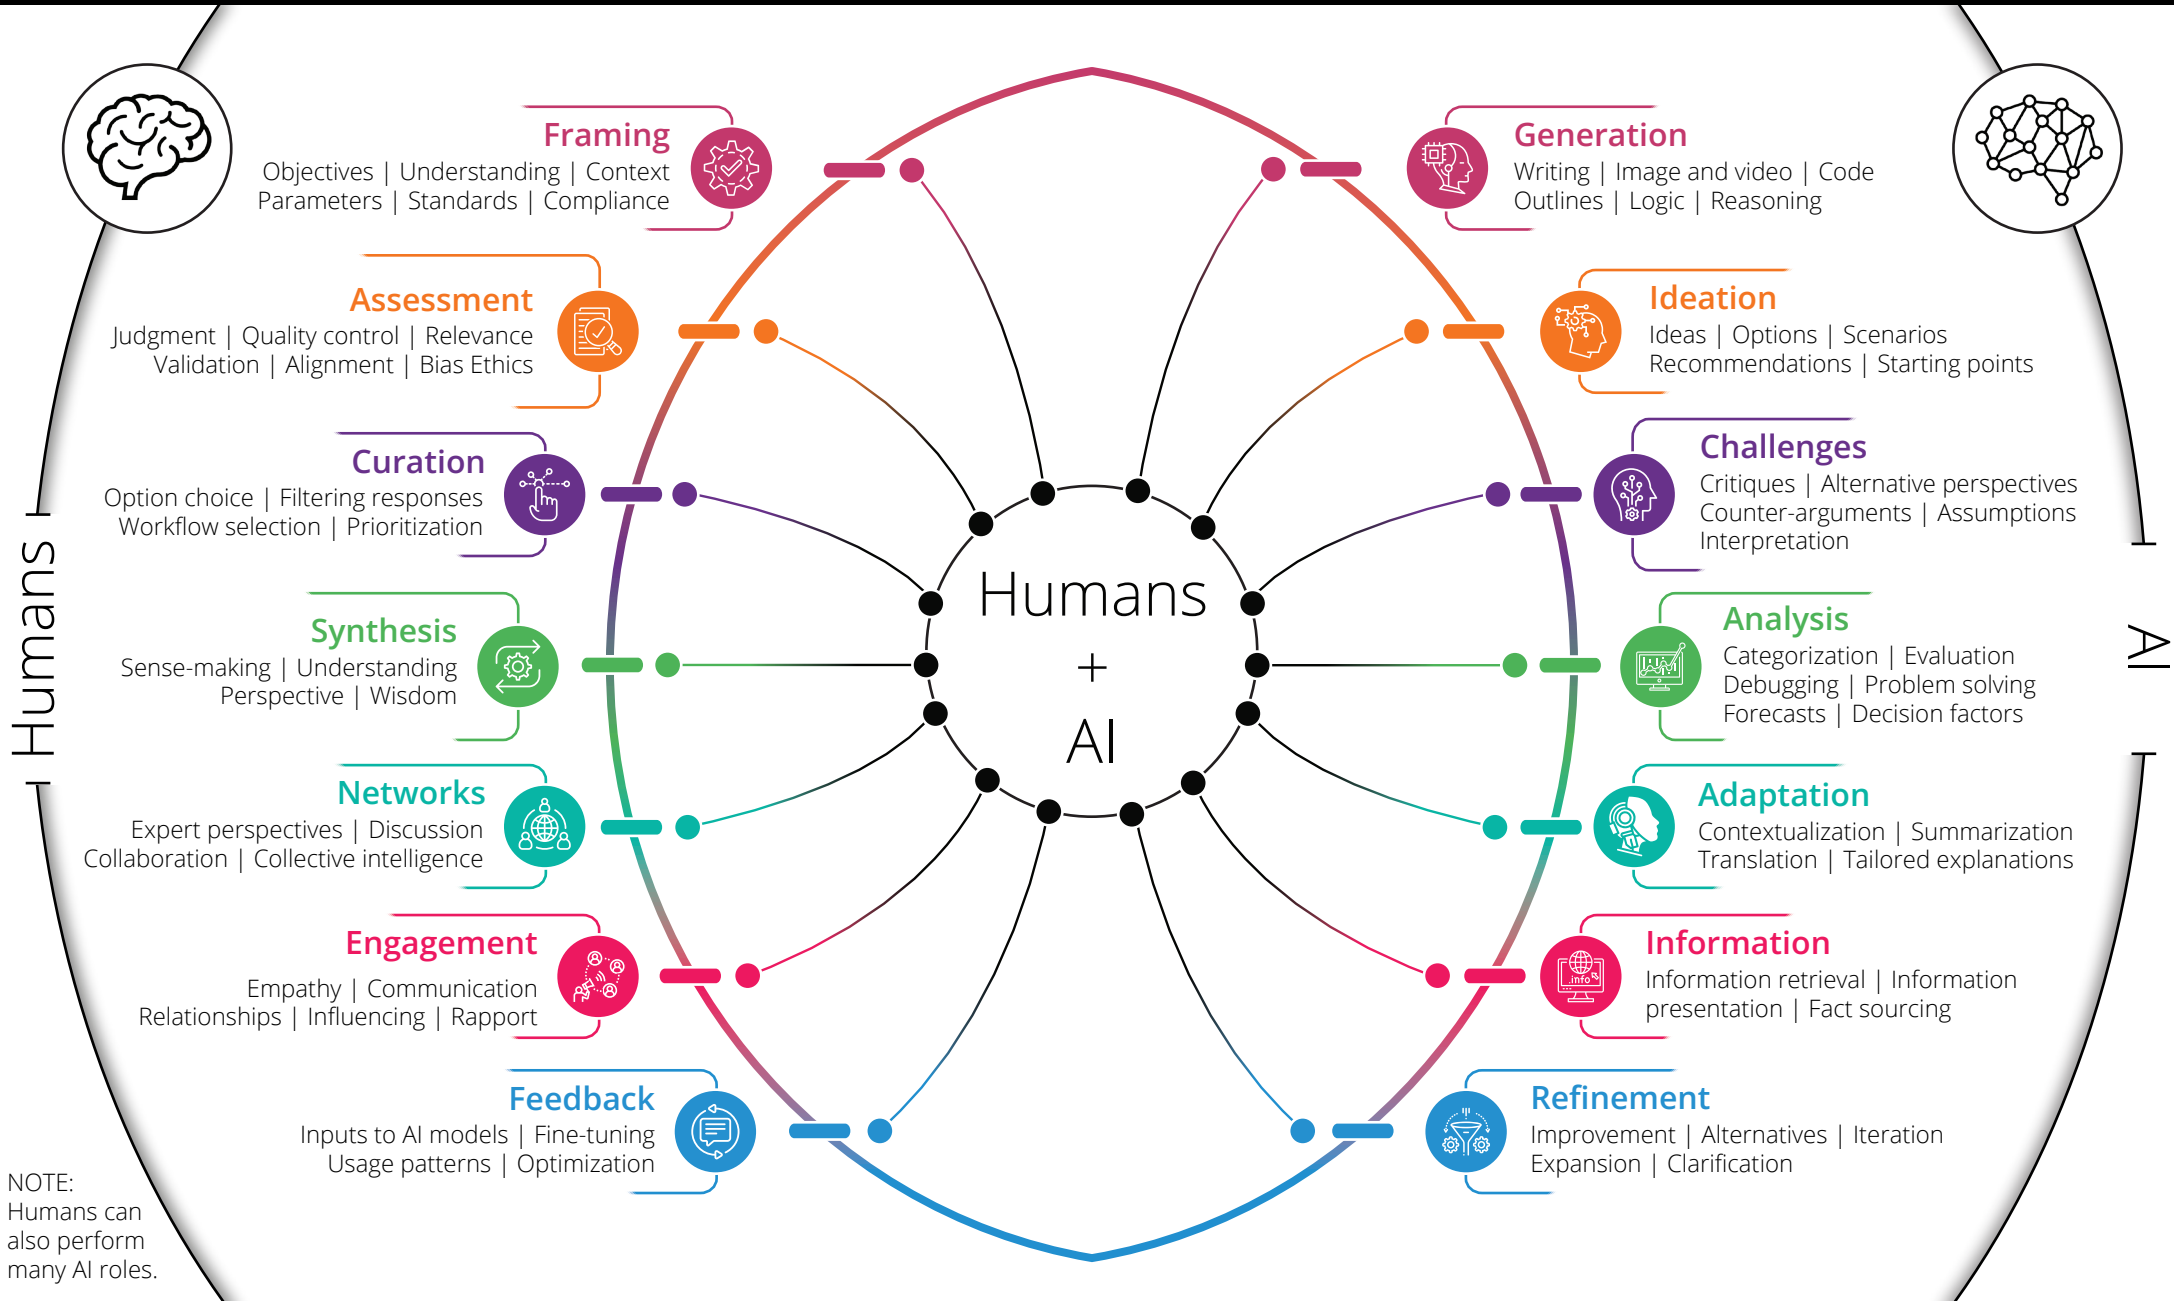 Framing
Objectives | Understanding | Context
Parameters | Standards | Compliance
Assessment
Judgment | Quality control | Relevance
Validation | Alignment | Bias Ethics
Curation
Option choice | Filtering responses
Workflow selection | Prioritization
Synthesis
Sense-making | Understanding
Perspective | Wisdom
Networks
Expert perspectives | Discussion
Collaboration | Collective intelligence
Engagement
Empathy | Communication
Relationships | Influencing | Rapport
Feedback
Inputs to AI models | Fine-tuning
Usage patterns | Optimization
Humans
Humans
+
AI
Generation
Writing | Image and video | Code
Outlines | Logic | Reasoning
Ideation
Ideas | Options | Scenarios
Recommendations | Starting points
Challenges
Critiques | Alternative perspectives
Counter-arguments | Assumptions
Interpretation
Analysis
Categorization | Evaluation
Debugging | Problem solving
Forecasts | Decision factors
Adaptation
Contextualization | Summarization
Translation | Tailored explanations
Information
.info
Information retrieval | Information
presentation | Fact sourcing
Refinement
Improvement | Alternatives | Iteration
Expansion | Clarification
AI
NOTE:
Humans can
also perform
many AI roles.